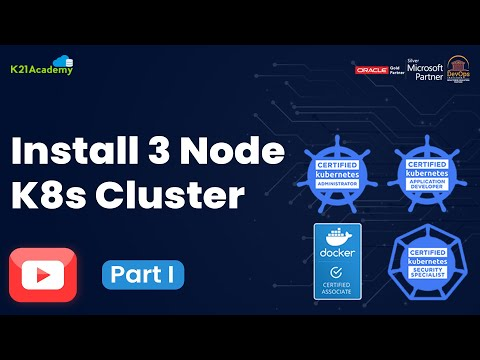 K21Academy
ORACLE
Gold
Partner
Silver
Microsoft
Partner
DevOps
Install 3 Node
K8s Cluster
Part I
CERTIFIED
kubernetes
ADMINISTRATOR
CERTIFIED
kubernetes
APPLICATION
DEVELOPER
docker
CERTIFIED
ASSOCIATE
CERTIFIED
kubernetes
SECURITY
SPECIALIST